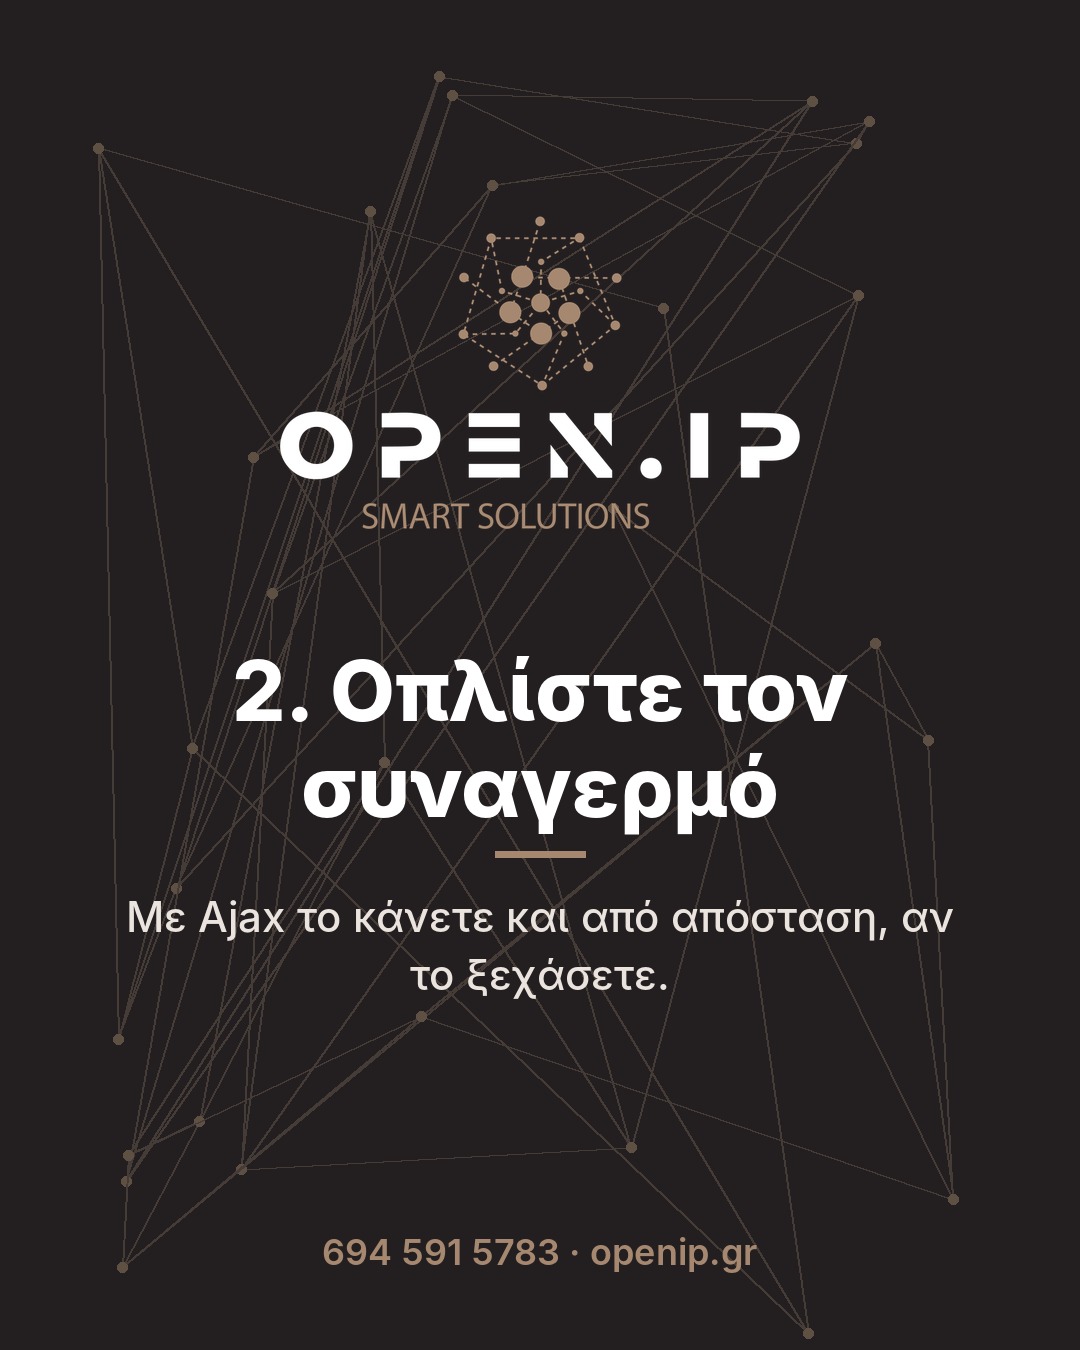 OPEN.IP
SMART SOLUTIONS
2. Οπλίστε τον
συναγερμό
Με Ajax το κάνετε και από απόσταση, αν
το ξεχάσετε.
694 591 5783 · openip.gr